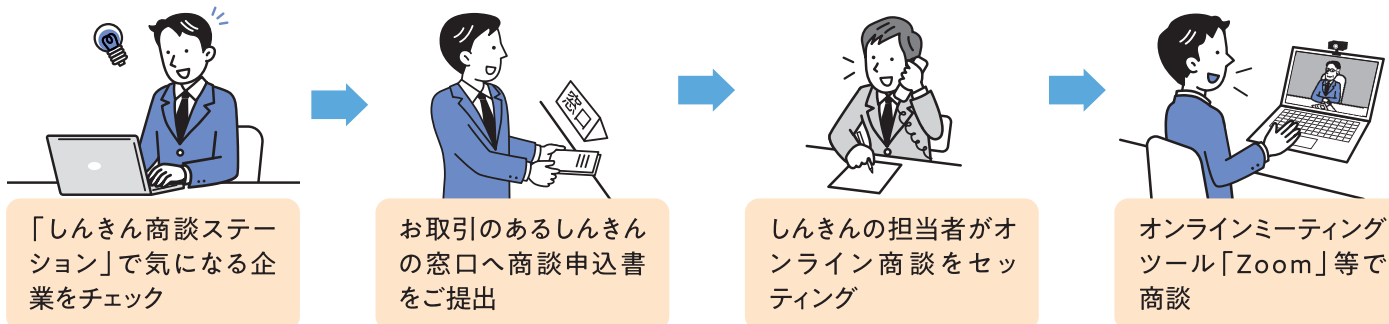 窓口
「しんきん商談ステー
ション」で気になる企
業をチェック
お取引のあるしんきん
の窓口へ商談申込書
をご提出
しんきんの担当者がオ
ンライン商談をセッ
ティング
オンラインミーティング
ツール「Zoom」等で
商談